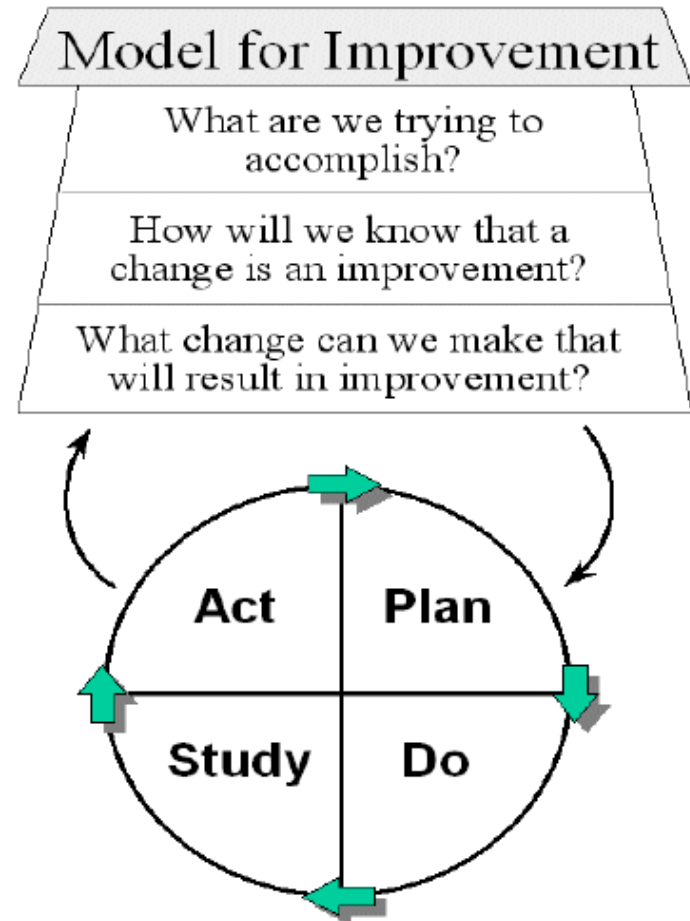 Model for Improvement
What are we trying to
accomplish?
How will we know that a
change is an improvement?
What change can we make that
will result in improvement?
Act
Plan
Study
Do